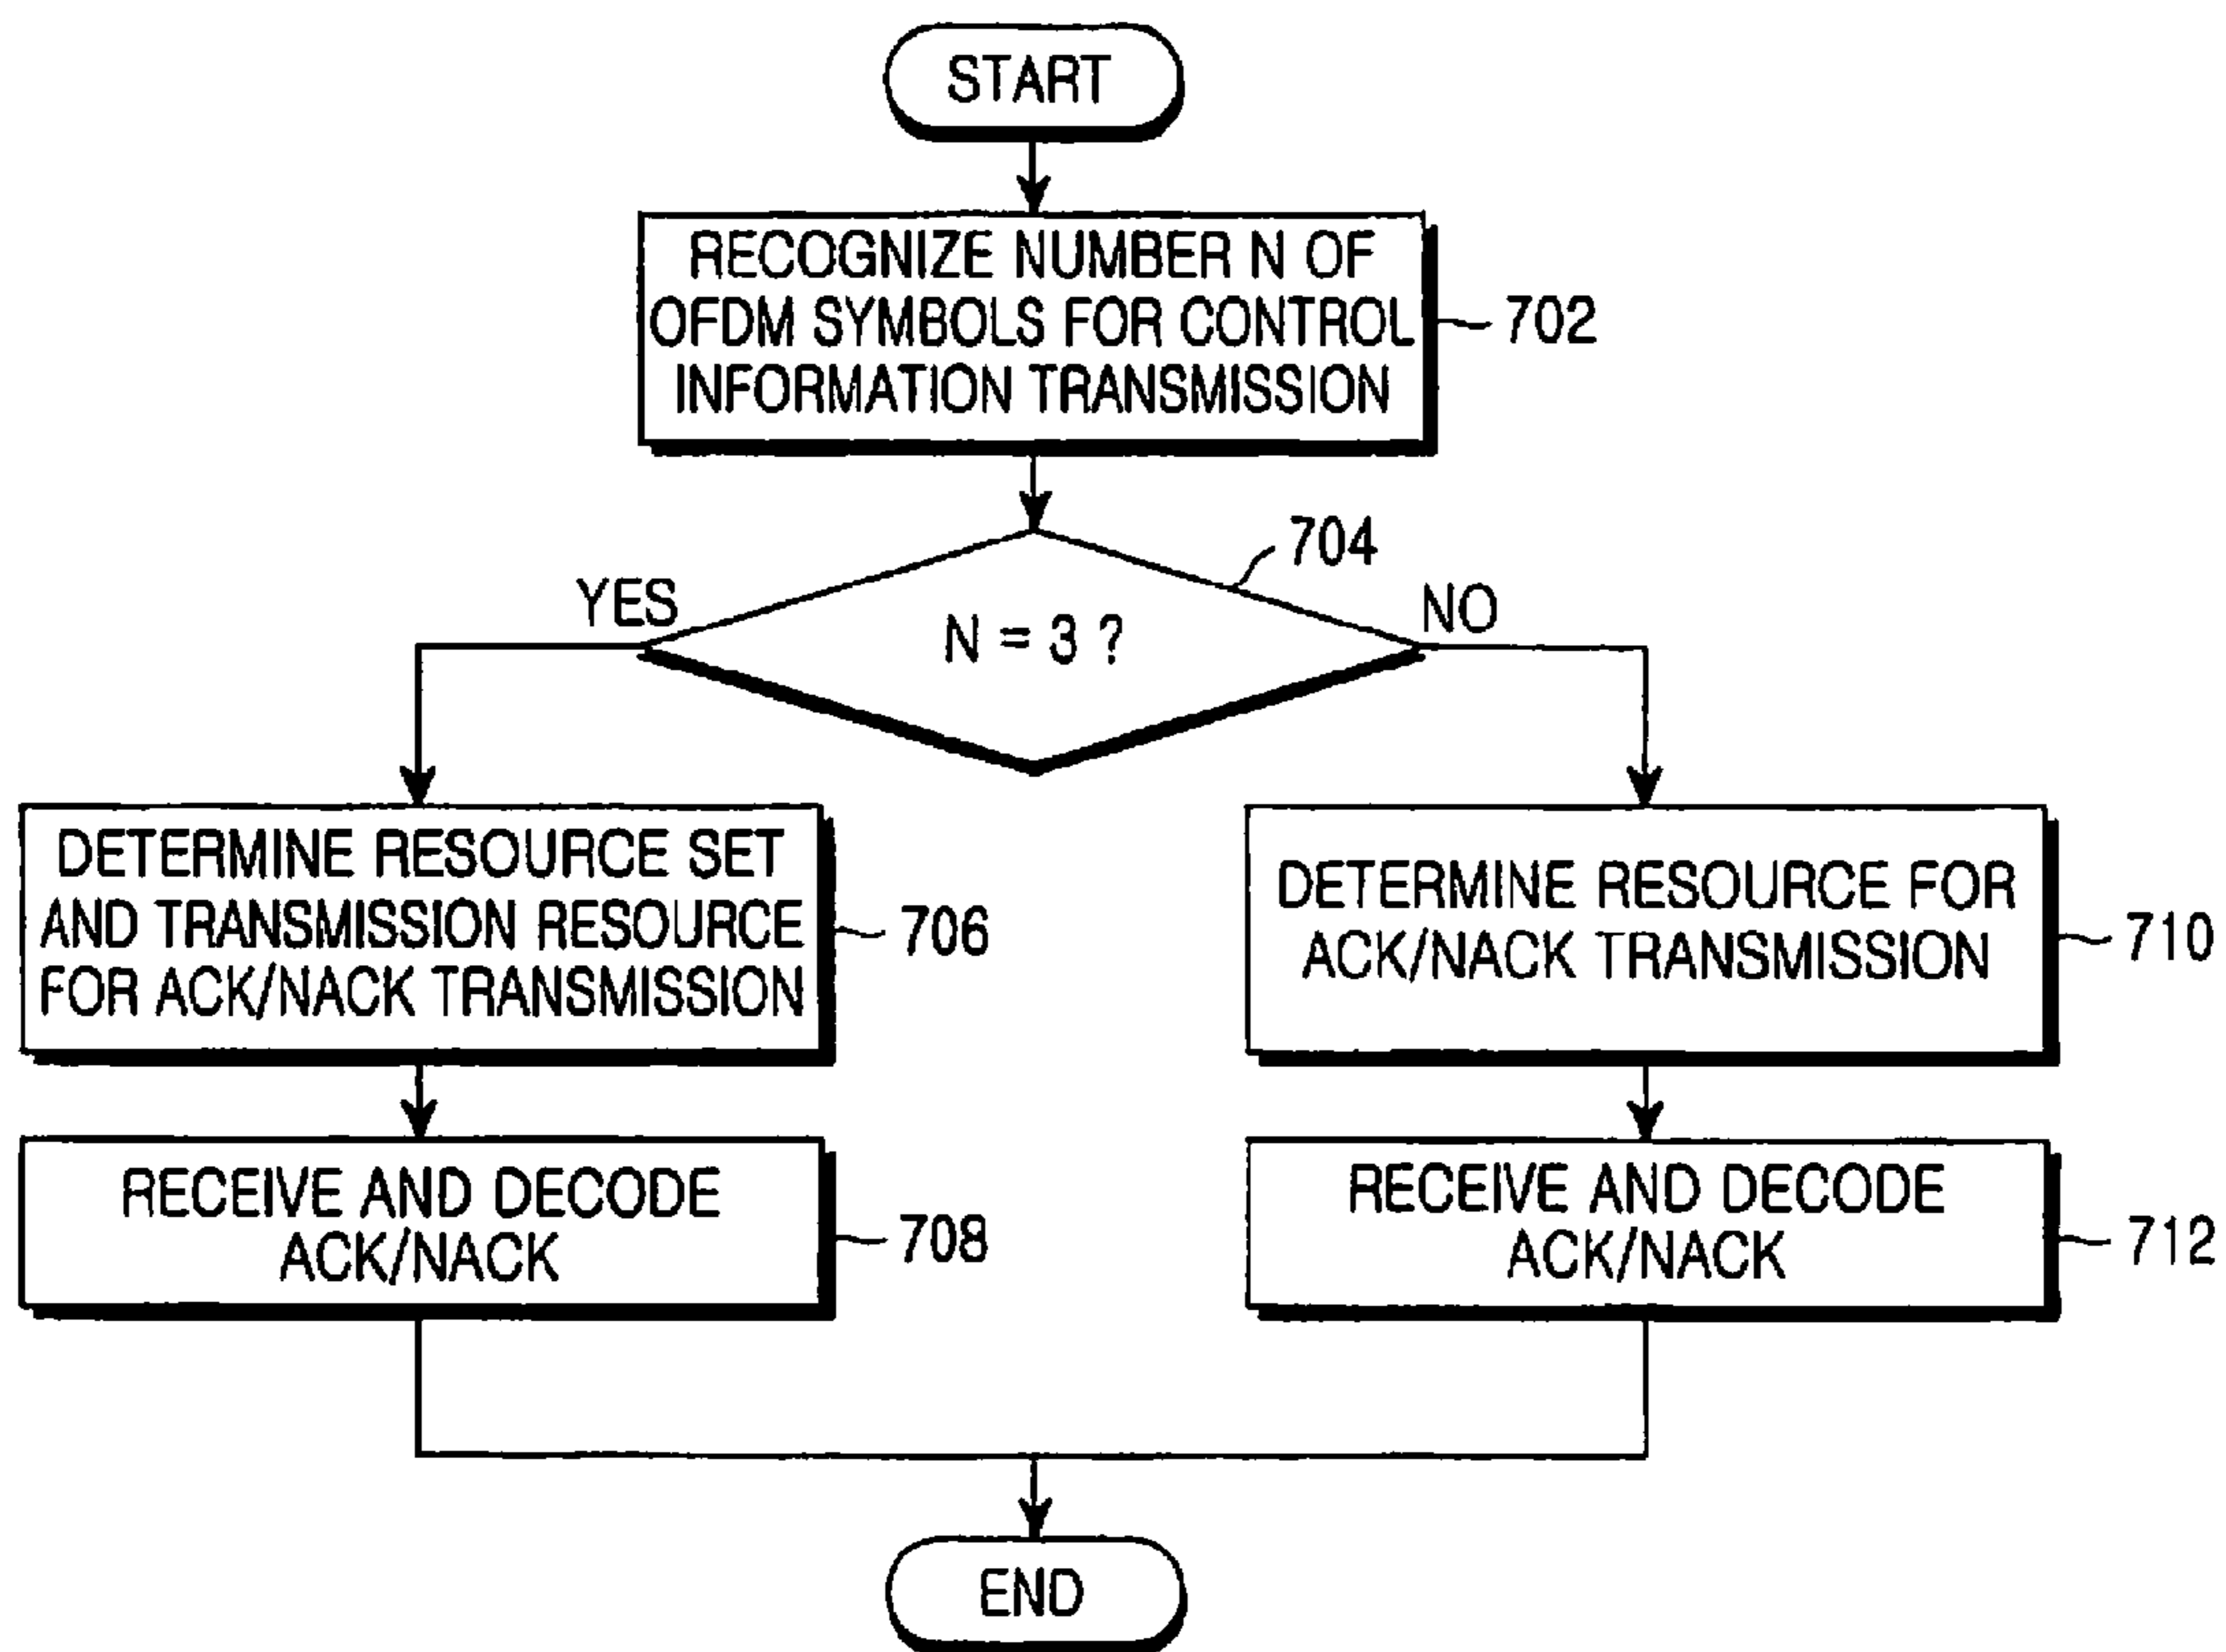 START
RECOGNIZE NUMBER N OF
OFDM SYMBOLS FOR CONTROL
INFORMATION TRANSMISSION
702
704
YES
N = 3 ?
NO
DETERMINE RESOURCE SET
AND TRANSMISSION RESOURCE
FOR ACK/NACK TRANSMISSION
706
DETERMINE RESOURCE FOR
ACK/NACK TRANSMISSION
710
RECEIVE AND DECODE
ACK/NACK
708
RECEIVE AND DECODE
ACK/NACK
712
END